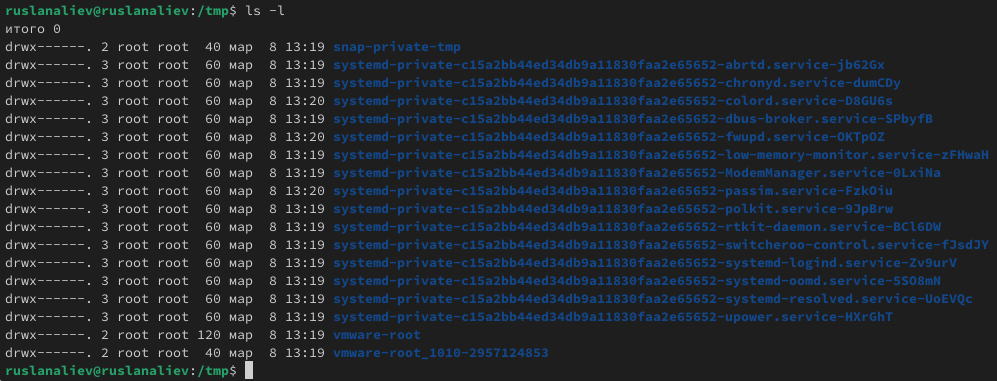 ruslanaliev@ruslanaliev:/tmp$ ls -l
итого 0
drwx------. 2 root root  40 мар  8 13:19 snap-private-tmp
drwx------. 3 root root  60 мар  8 13:19 systemd-private-c15a2bb44ed34db9a11830faa2e65652-abrtd.service-jb62Gx
drwx------. 3 root root  60 мар  8 13:19 systemd-private-c15a2bb44ed34db9a11830faa2e65652-chronyd.service-dumCDy
drwx------. 3 root root  60 мар  8 13:20 systemd-private-c15a2bb44ed34db9a11830faa2e65652-colord.service-D8GU6s
drwx------. 3 root root  60 мар  8 13:19 systemd-private-c15a2bb44ed34db9a11830faa2e65652-dbus-broker.service-SPbyfB
drwx------. 3 root root  60 мар  8 13:20 systemd-private-c15a2bb44ed34db9a11830faa2e65652-fwupd.service-OKTpOZ
drwx------. 3 root root  60 мар  8 13:19 systemd-private-c15a2bb44ed34db9a11830faa2e65652-low-memory-monitor.service-zFHwaH
drwx------. 3 root root  60 мар  8 13:19 systemd-private-c15a2bb44ed34db9a11830faa2e65652-ModemManager.service-0LxiNa
drwx------. 3 root root  60 мар  8 13:20 systemd-private-c15a2bb44ed34db9a11830faa2e65652-passim.service-FzkOiu
drwx------. 3 root root  60 мар  8 13:19 systemd-private-c15a2bb44ed34db9a11830faa2e65652-polkit.service-9JpBrw
drwx------. 3 root root  60 мар  8 13:19 systemd-private-c15a2bb44ed34db9a11830faa2e65652-rtkit-daemon.service-BCl6DW
drwx------. 3 root root  60 мар  8 13:19 systemd-private-c15a2bb44ed34db9a11830faa2e65652-switcheroo-control.service-fJsdJY
drwx------. 3 root root  60 мар  8 13:19 systemd-private-c15a2bb44ed34db9a11830faa2e65652-systemd-logind.service-Zv9urV
drwx------. 3 root root  60 мар  8 13:19 systemd-private-c15a2bb44ed34db9a11830faa2e65652-systemd-oomd.service-5SO8mN
drwx------. 3 root root  60 мар  8 13:19 systemd-private-c15a2bb44ed34db9a11830faa2e65652-systemd-resolved.service-UoEVQc
drwx------. 3 root root  60 мар  8 13:19 systemd-private-c15a2bb44ed34db9a11830faa2e65652-upower.service-HXrGhT
drwx------. 2 root root 120 мар  8 13:19 vmware-root
drwx------. 2 root root  40 мар  8 13:19 vmware-root_1010-2957124853
ruslanaliev@ruslanaliev:/tmp$